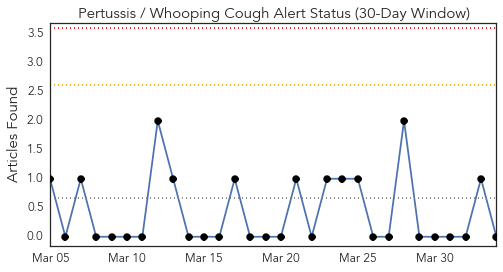 Pertussis / Whooping Cough Alert Status (30-Day Window)
Articles Found
3.5
3.0
2.5
2.0
1.5
1.0
0.5
0.0
Mar 05 Mar 10 Mar 15 Mar 20 Mar 25 Mar 30